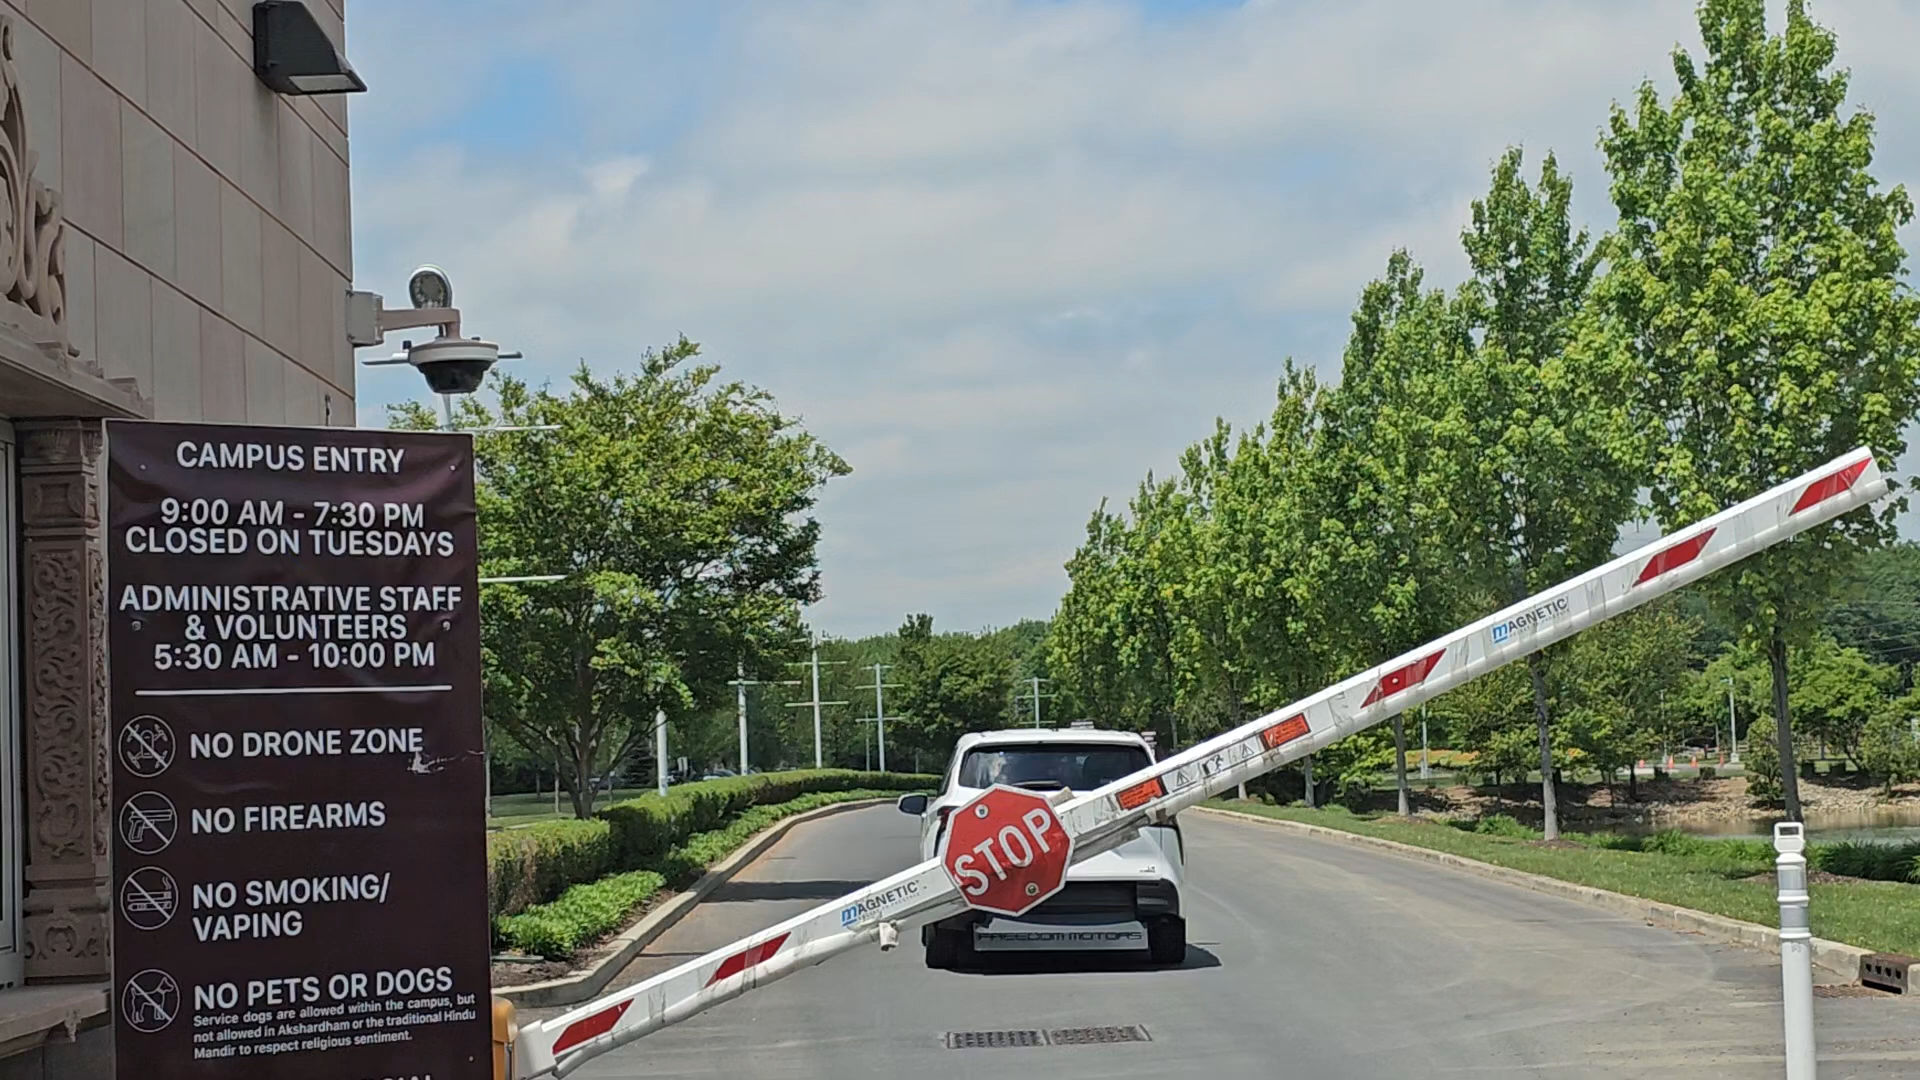 CAMPUS ENTRY
9:00 AM - 7:30 PM
CLOSED ON TUESDAYS
ADMINISTRATIVE STAFF
& VOLUNTEERS
5:30 AM - 10:00 PM
NO DRONE ZONE
NO FIREARMS
NO SMOKING/
VAPING
NO PETS OR DOGS
Service dogs are allowed within the campus, but
not allowed in Akshardham or the traditional Hindu
Mandir to respect religious sentiment.
STOP
MAGNETIC
MAGNETIC
FREEDOM MOTORS